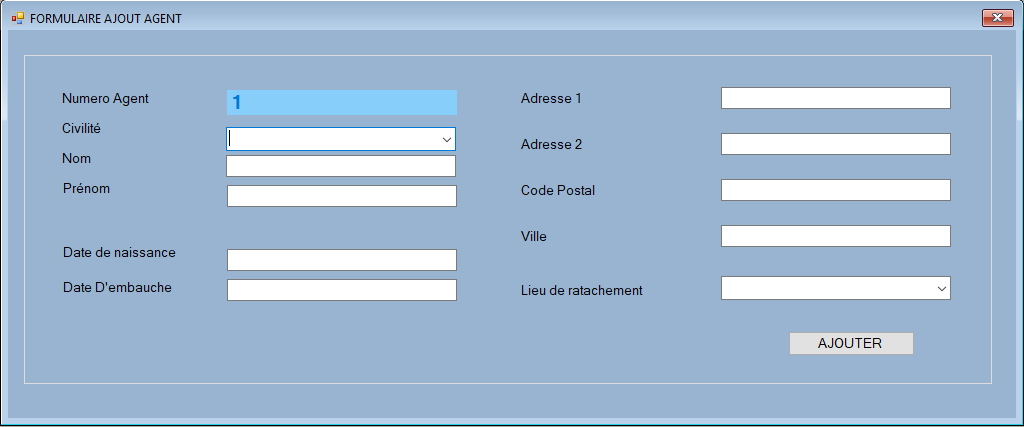 FORMULAIRE AJOUT AGENT
Numero Agent
1
Civilité
Nom
Prénom
Date de naissance
Date D'embauche
Adresse 1
Adresse 2
Code Postal
Ville
Lieu de ratachement
AJOUTER